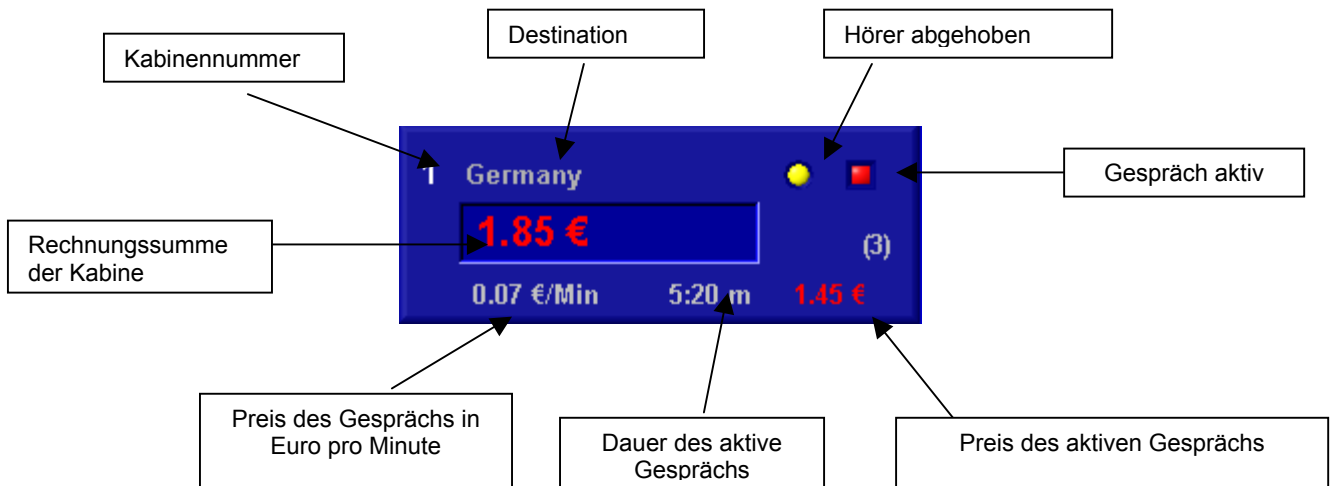 Destination
Hörer abgehoben
Kabinennummer
1 Germany
Gespräch aktiv
1.85 €
(3)
Rechnungssumme
der Kabine
0.07 €/Min 5:20 m 1.45 €
Preis des Gesprächs in
Euro pro Minute
Dauer des aktive
Gesprächs
Preis des aktiven Gesprächs